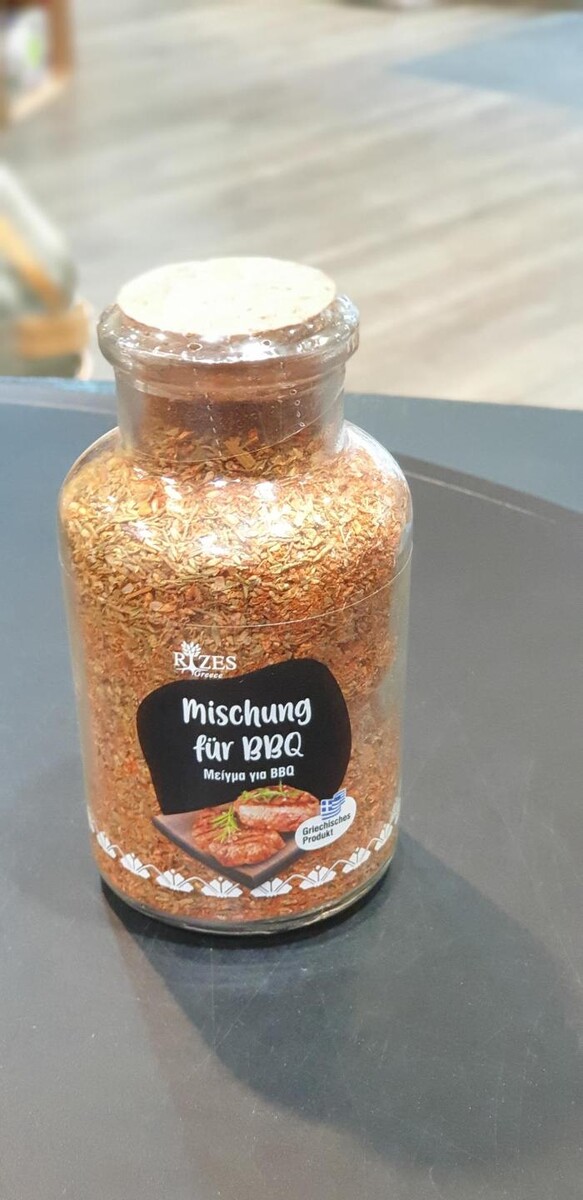 RIZES
Greece
Mischung
für BBQ
Μείγμα για BBQ
Griechisches
Produkt